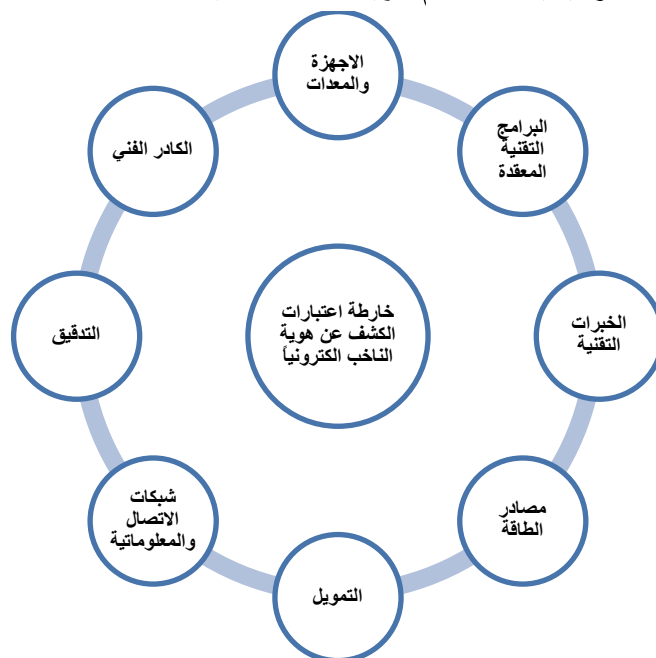 الاجهزة
والمعدات
البرامج
التقنية
المعقدة
الخبرات
التقنية
مصادر
الطاقة
التمويل
شبكات
الاتصال
والمعلوماتية
التدقيق
الكادر الفني
خارطة اعتبارات
الكشف عن هوية
الناخب الكترونياً